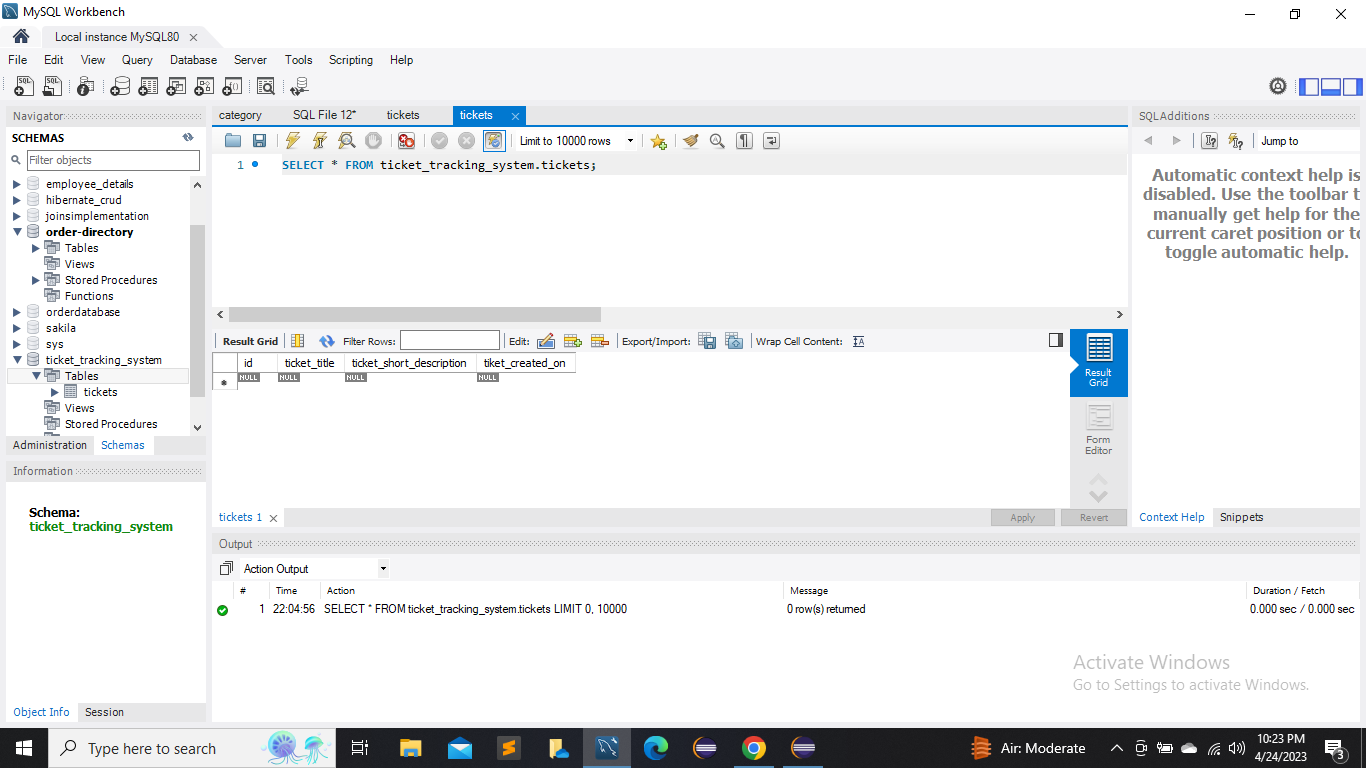 MySQL Workbench
Local instance MySQL80
File Edit View Query Database Server Tools Scripting Help
Navigator
SCHEMAS
Filter objects
employee_details
hibernate_crud
joinsimplementation
order-directory
Tables
Views
Stored Procedures
Functions
orderdatabase
sakila
sys
ticket_tracking_system
Tables
tickets
Views
Stored Procedures
Administration Schemas
Information
Schema:
ticket_tracking_system
Object Info Session
category SQL File 12* tickets tickets
Limit to 10000 rows
1 SELECT * FROM ticket_tracking_system.tickets;
Result Grid Filter Rows: Edit: Export/Import: Wrap Cell Content:
id ticket_title ticket_short_description tiket_created_on
NULL NULL NULL NULL
Result
Grid
Form
Editor
tickets 1
Apply Revert
SQLAdditions
Jump to
Automatic context help is
disabled. Use the toolbar t
manually get help for the
current caret position or to
toggle automatic help.
Context Help Snippets
Output
Action Output
# Time Action Message Duration / Fetch
1 22:04:56 SELECT * FROM ticket_tracking_system.tickets LIMIT 0, 10000 0 row(s) returned 0.000 sec / 0.000 sec
Activate Windows
Go to Settings to activate Windows.
Type here to search
Air: Moderate
10:23 PM
4/24/2023
3